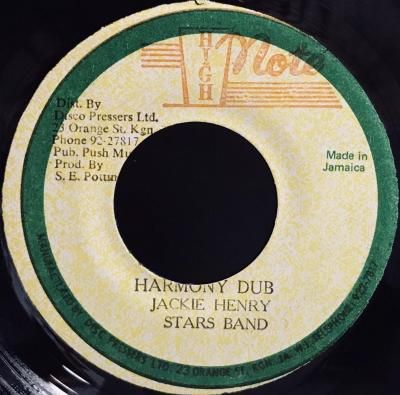 HIGH
Note
Dist. By
Disco Pressers Ltd.
23 Orange St. Kgn
Phone 92-27817
Pub. Push Mu
Prod. By
S. E. Pottin
Made in
Jamaica
HARMONY DUB
JACKIE HENRY
STARS BAND
PRESSERS LTD. 23 ORANGE ST. KGN. JA. W.I. TELEPHONE